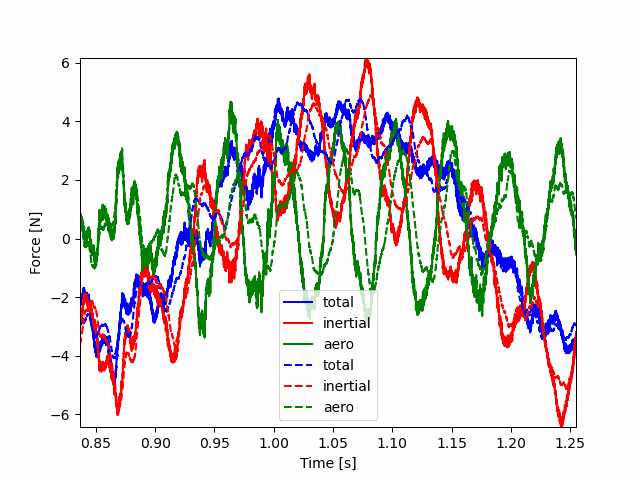 6
4
2
0
−2
−4
−6
Force [N]
total
inertial
aero
total
inertial
aero
0.85 0.90 0.95 1.00 1.05 1.10 1.15 1.20 1.25
Time [s]